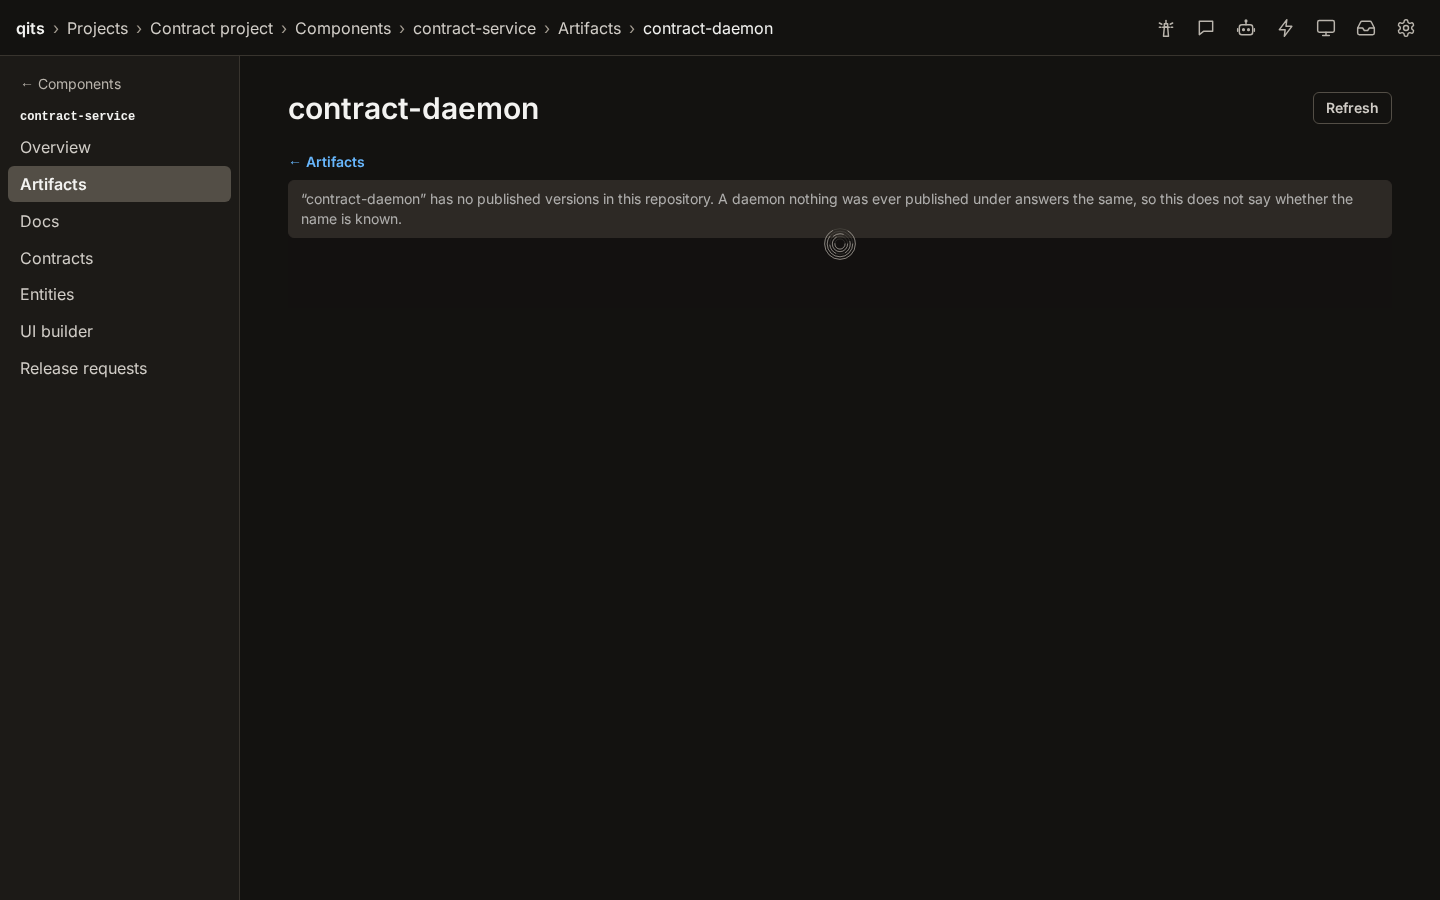 qits › Projects › Contract project › Components › contract-service › Artifacts › contract-daemon
← Components
contract-service
Overview
Artifacts
Docs
Contracts
Entities
UI builder
Release requests
contract-daemon
Refresh
← Artifacts
“contract-daemon” has no published versions in this repository. A daemon nothing was ever published under answers the same, so this does not say whether the
name is known.